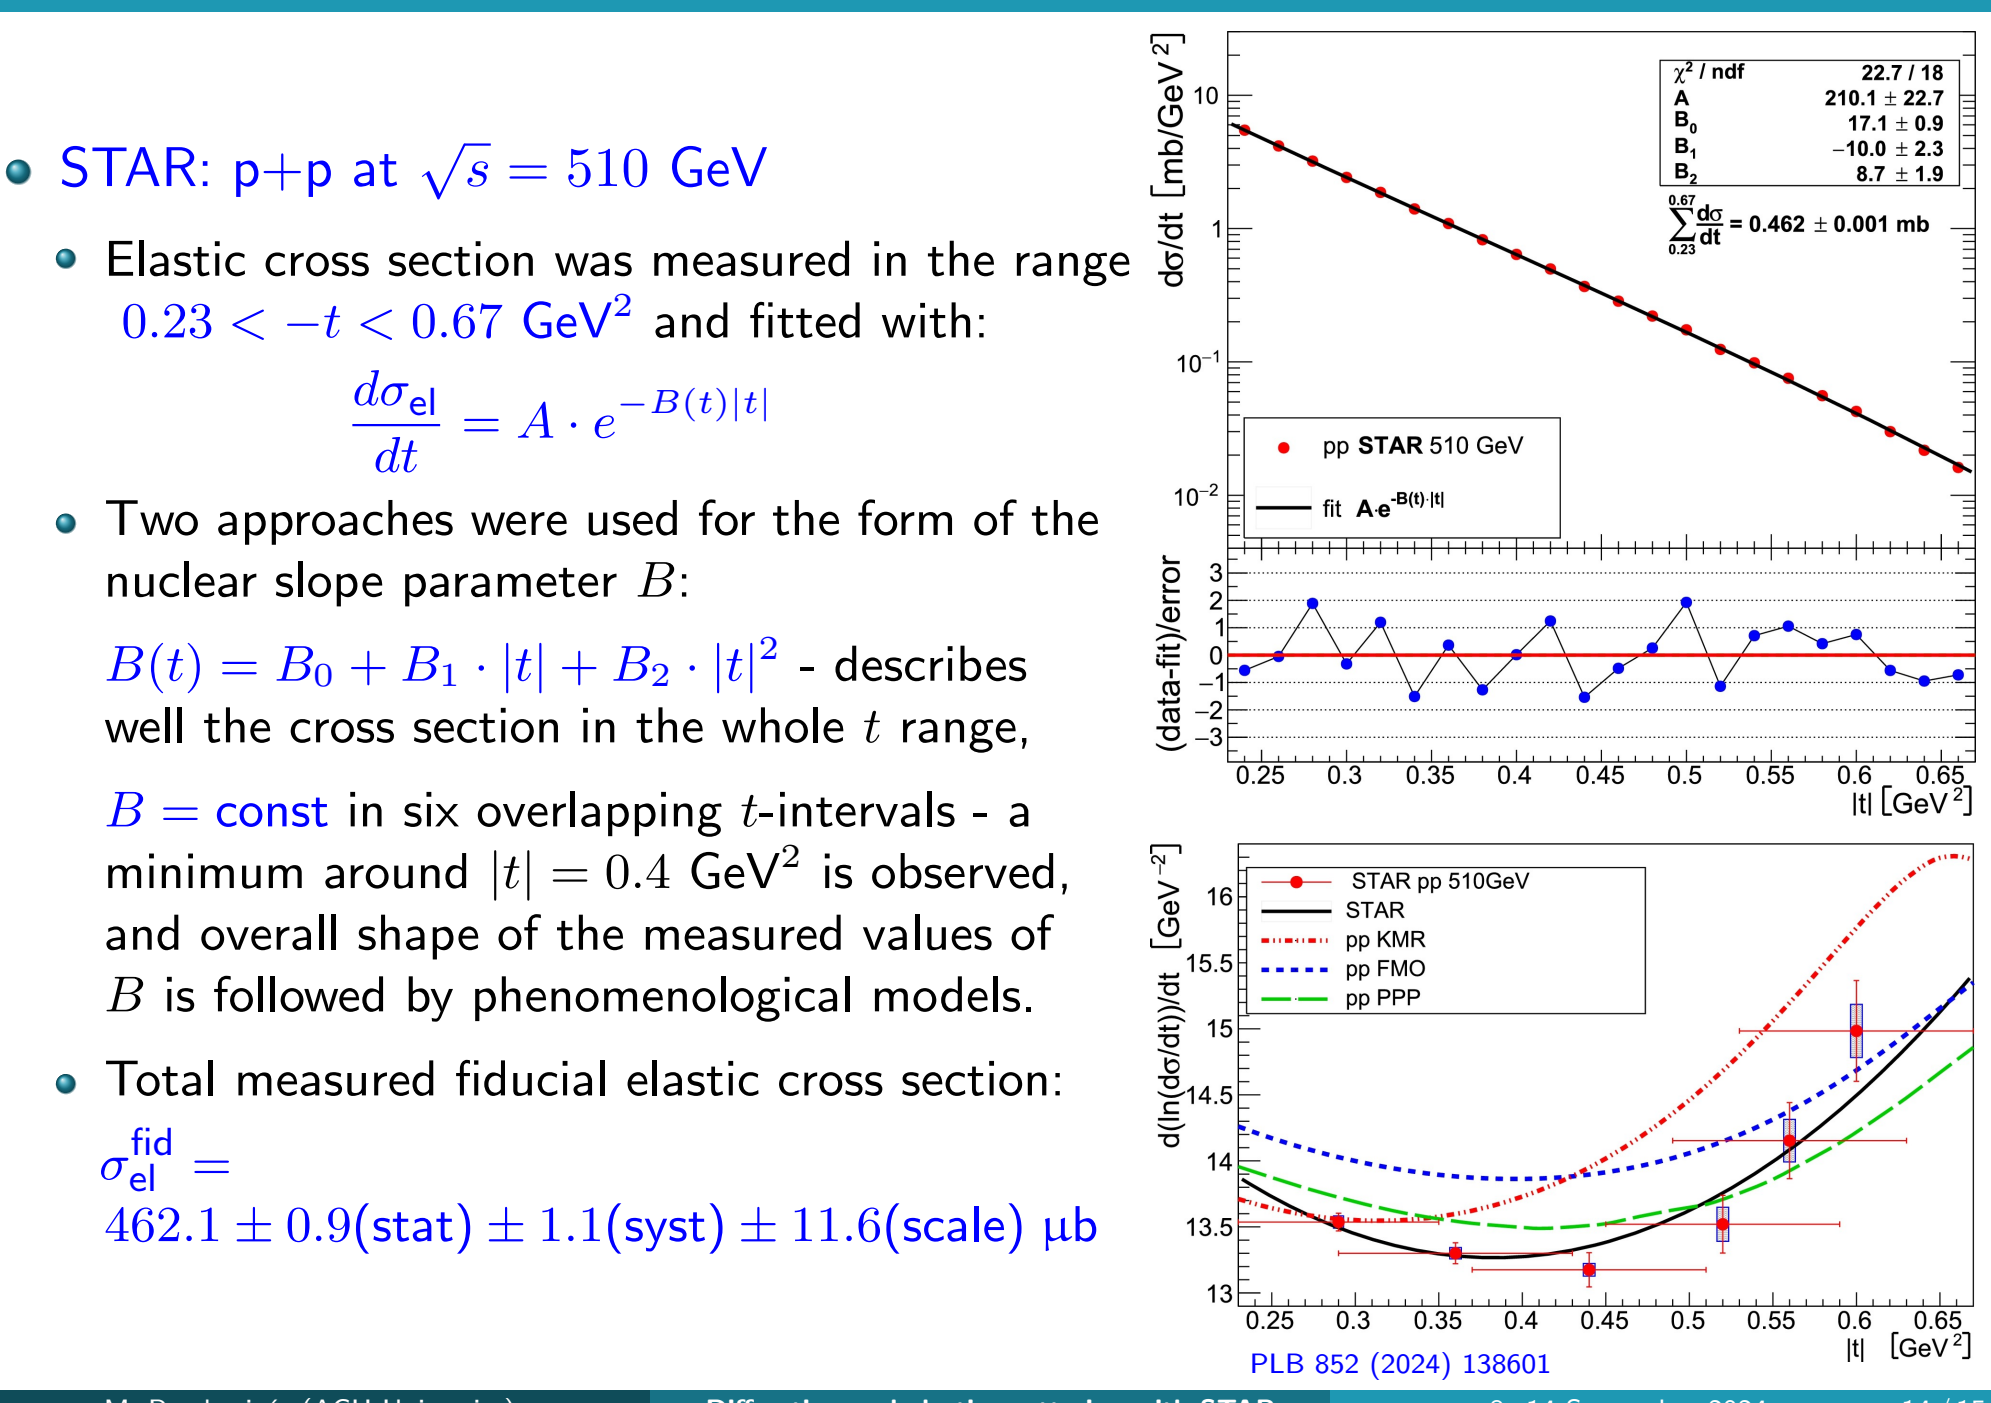 STAR: p+p at √s = 510 GeV
Elastic cross section was measured in the range
0.23 < −t < 0.67 GeV²  and fitted with:
dσ_el/dt = A · e^{−B(t)|t|}
Two approaches were used for the form of the
nuclear slope parameter B:
B(t) = B₀ + B₁ · |t| + B₂ · |t|² - describes
well the cross section in the whole t range,
B = const in six overlapping t-intervals - a
minimum around |t| = 0.4 GeV² is observed,
and overall shape of the measured values of
B is followed by phenomenological models.
Total measured fiducial elastic cross section:
σ_el^fid =
462.1 ± 0.9(stat) ± 1.1(syst) ± 11.6(scale) μb
dσ/dt [mb/GeV²]
10
1
10⁻¹
10⁻²
χ² / ndf 22.7 / 18
A 210.1 ± 22.7
B₀ 17.1 ± 0.9
B₁ −10.0 ± 2.3
B₂ 8.7 ± 1.9
0.67
∑ dσ/dt = 0.462 ± 0.001 mb
0.23
pp STAR 510 GeV
fit A·e^{-B(t)·|t|}
(data-fit)/error
3
2
1
0
−1
−2
−3
0.25 0.3 0.35 0.4 0.45 0.5 0.55 0.6 0.65
|t| [GeV²]
d(ln(dσ/dt))/dt [GeV⁻²]
16
15.5
15
14.5
14
13.5
13
STAR pp 510GeV
STAR
pp KMR
pp FMO
pp PPP
0.25 0.3 0.35 0.4 0.45 0.5 0.55 0.6 0.65
|t| [GeV²]
PLB 852 (2024) 138601